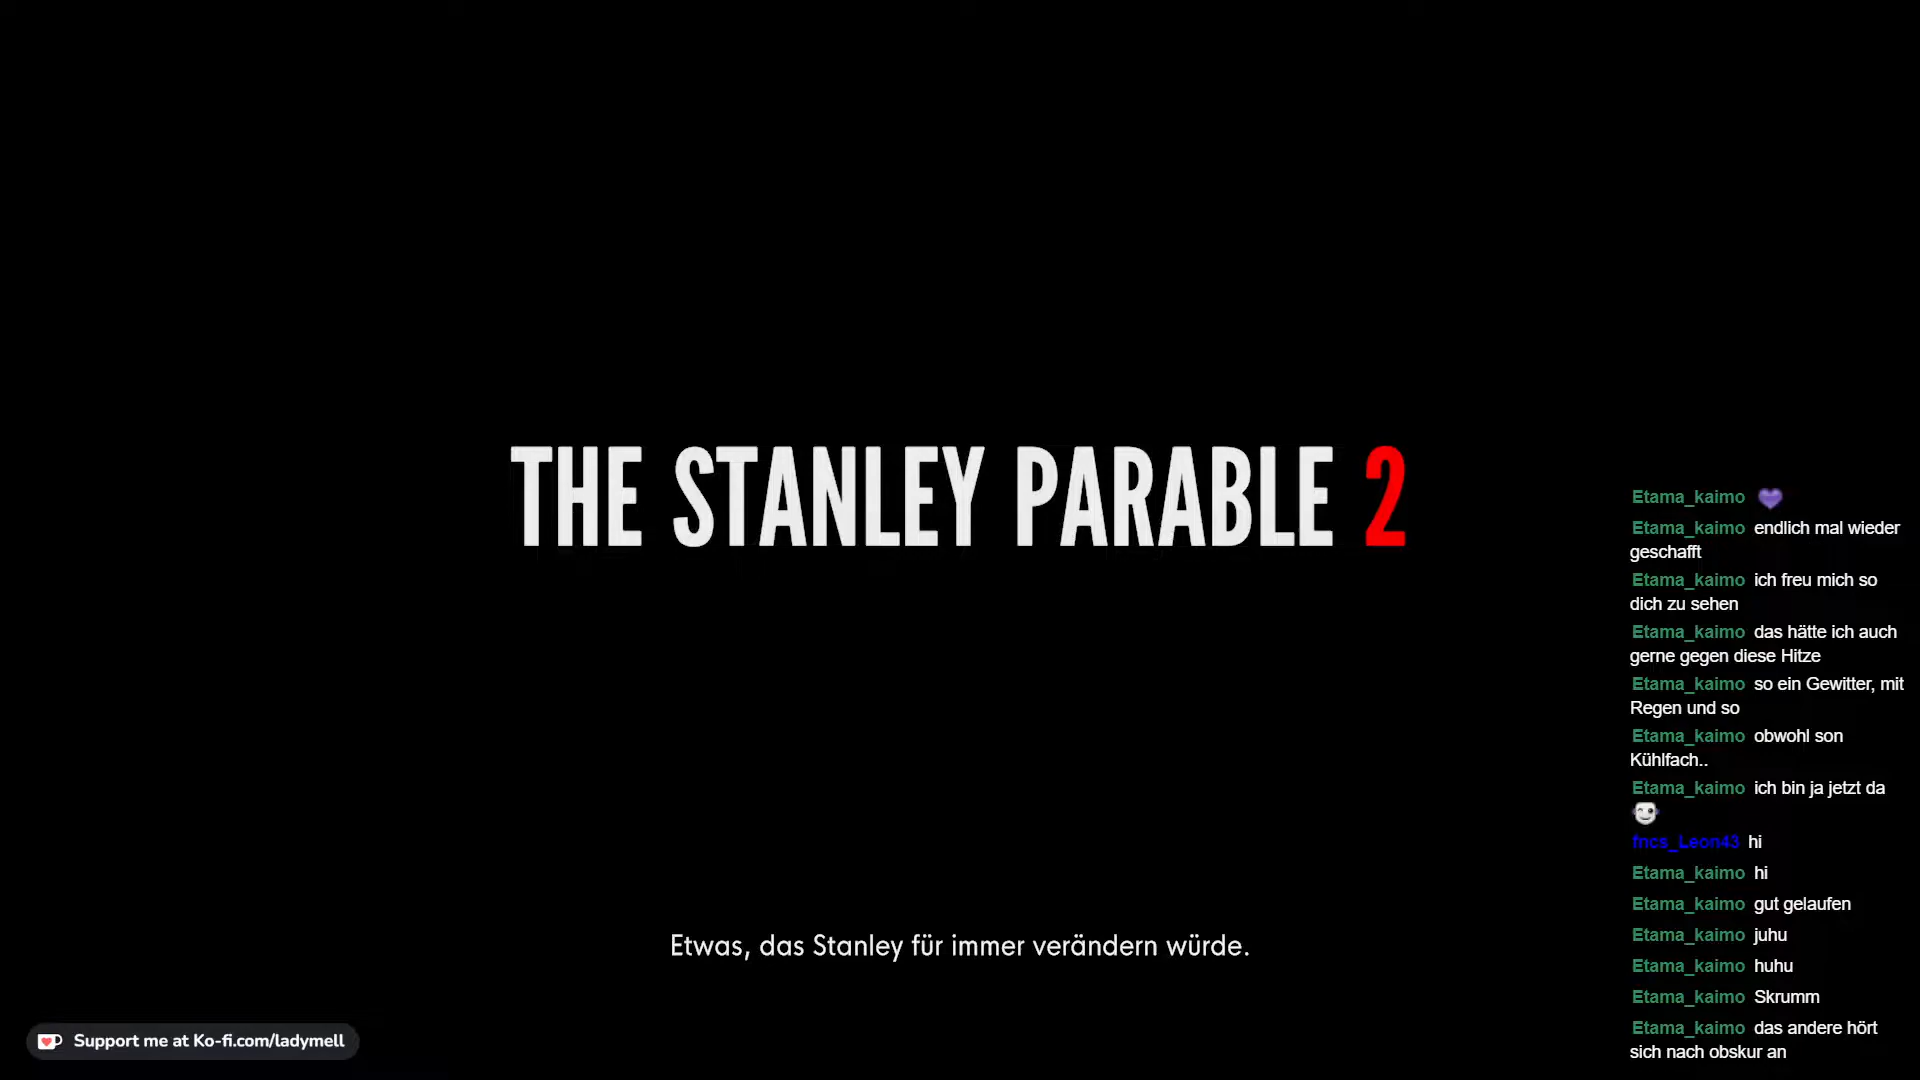 THE STANLEY PARABLE 2
Etwas, das Stanley für immer verändern würde.
Support me at Ko-fi.com/ladymell
Etama_kaimo
Etama_kaimo endlich mal wieder
geschafft
Etama_kaimo ich freu mich so
dich zu sehen
Etama_kaimo das hätte ich auch
gerne gegen diese Hitze
Etama_kaimo so ein Gewitter, mit
Regen und so
Etama_kaimo obwohl son
Kühlfach..
Etama_kaimo ich bin ja jetzt da
fncs_Leon43 hi
Etama_kaimo hi
Etama_kaimo gut gelaufen
Etama_kaimo juhu
Etama_kaimo huhu
Etama_kaimo Skrumm
Etama_kaimo das andere hört
sich nach obskur an